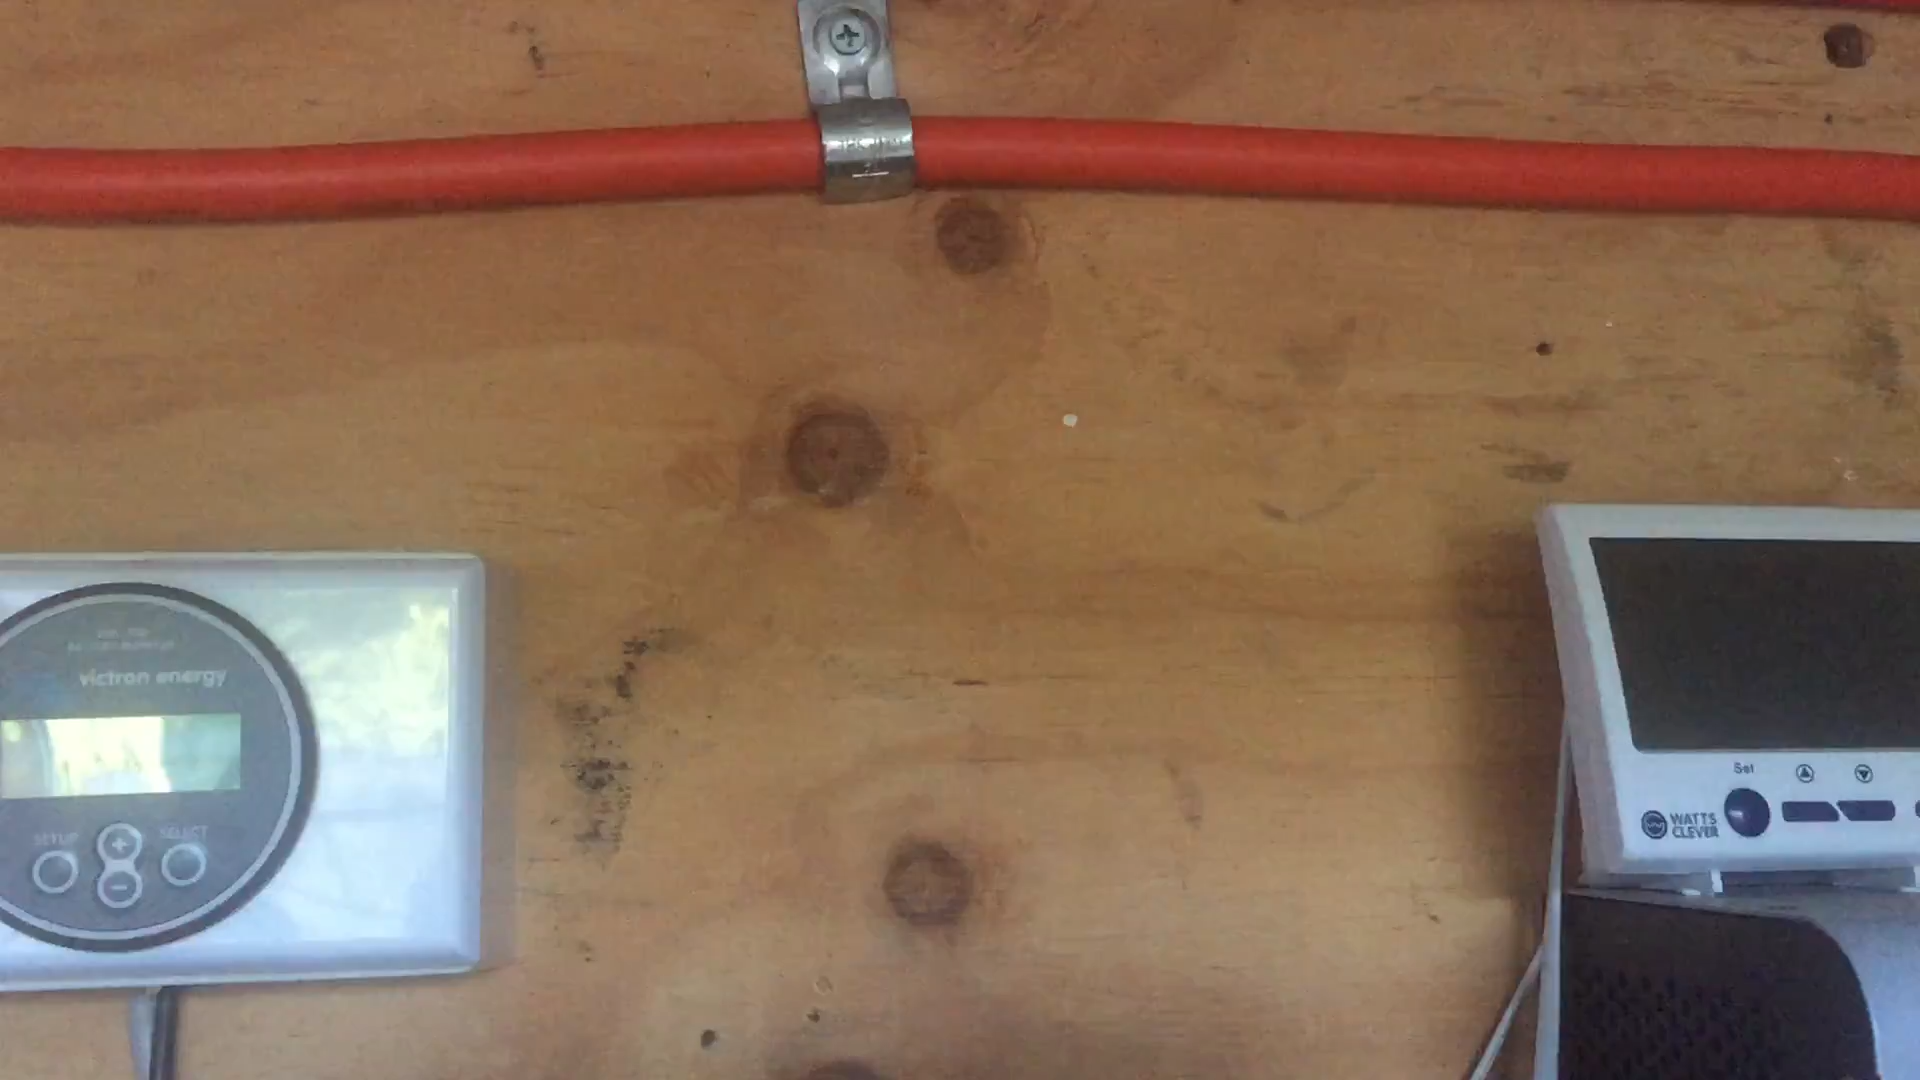 victron energy
SETUP
SELECT
Set
WATTS
CLEVER